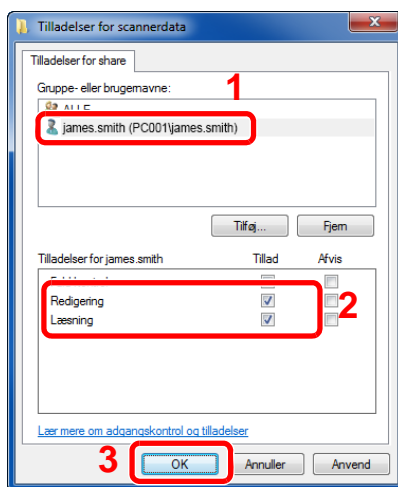 Tilladelser for scannerdata
Tilladelser for share
Gruppe- eller brugernavne:
1
ALLE
james.smith (PC001\james.smith)
Tilføj...
Fjern
Tilladelser for james.smith
Tillad
Afvis
Redigering
2
Læsning
Lær mere om adgangskontrol og tilladelser
3
OK
Annuller
Anvend